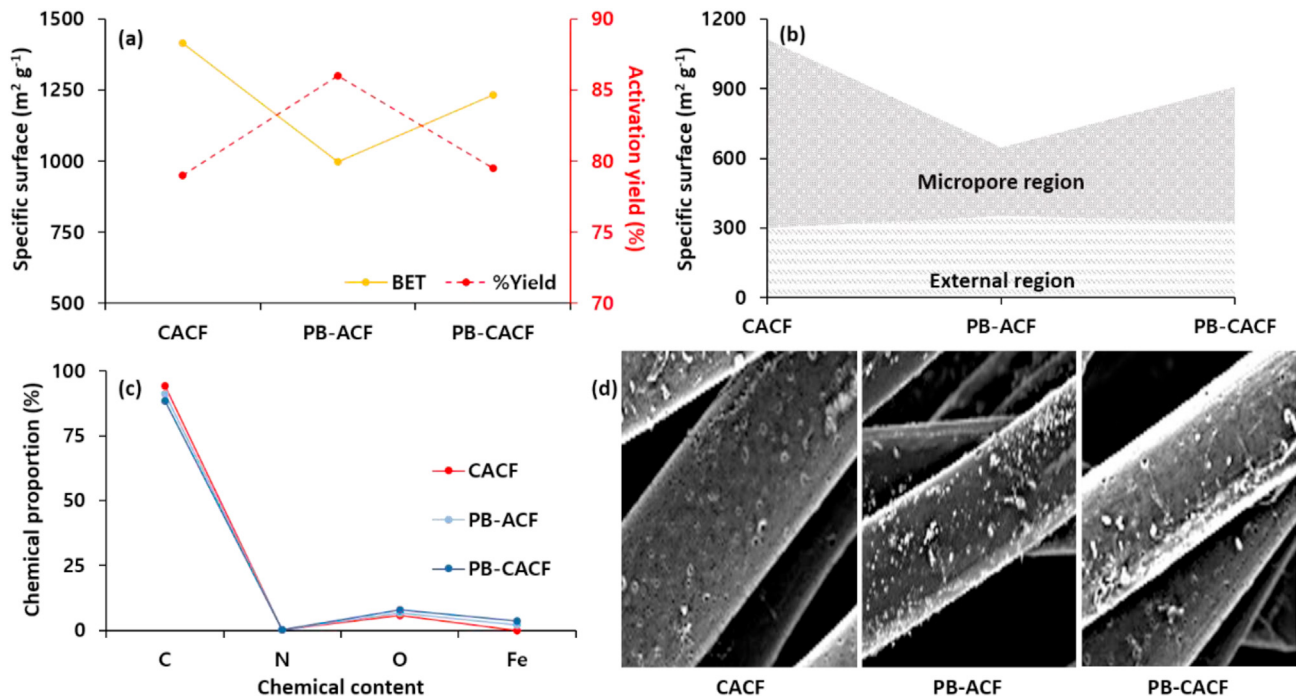 (a)
1500
1250
1000
750
500
Specific surface (m² g⁻¹)
90
85
80
75
70
Activation yield (%)
BET
%Yield
CACF
PB-ACF
PB-CACF
(b)
1200
900
600
300
0
Specific surface (m² g⁻¹)
Micropore region
External region
CACF
PB-ACF
PB-CACF
(c)
100
75
50
25
0
Chemical proportion (%)
CACF
PB-ACF
PB-CACF
C
N
O
Fe
Chemical content
(d)
CACF
PB-ACF
PB-CACF